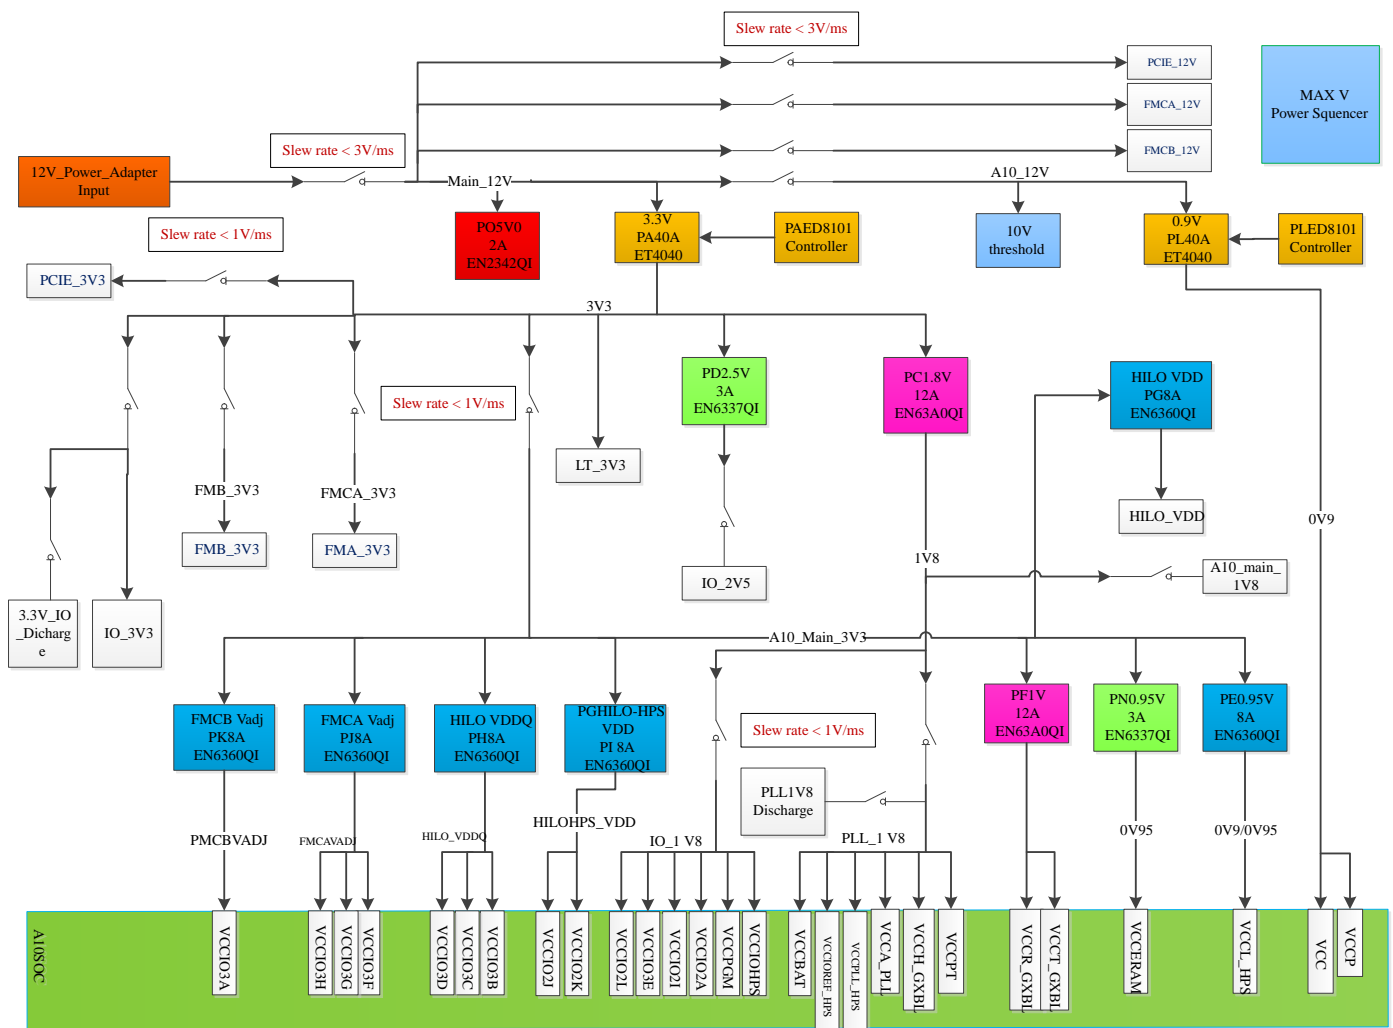 Slew rate < 3V/ms
PCIE_12V
MAX V
Power Squencer
FMCA_12V
Slew rate < 3V/ms
FMCB_12V
12V_Power_Adapter
Input
Main_12V
A10_12V
Slew rate < 1V/ms
PO5V0
2A
EN2342QI
3.3V
PA40A
ET4040
PAED8101
Controller
10V
threshold
0.9V
PL40A
ET4040
PLED8101
Controller
PCIE_3V3
3V3
PD2.5V
3A
EN6337QI
PC1.8V
12A
EN63A0QI
HILO VDD
PG8A
EN6360QI
Slew rate < 1V/ms
LT_3V3
FMB_3V3
FMCA_3V3
HILO_VDD
0V9
FMB_3V3
FMA_3V3
1V8
IO_2V5
A10_main_
1V8
3.3V_IO
_Dicharg
e
IO_3V3
A10_Main_3V3
FMCB Vadj
PK8A
EN6360QI
FMCA Vadj
PJ8A
EN6360QI
HILO VDDQ
PH8A
EN6360QI
PGHILO-HPS
VDD
PI 8A
EN6360QI
Slew rate < 1V/ms
PF1V
12A
EN63A0QI
PN0.95V
3A
EN6337QI
PE0.95V
8A
EN6360QI
PLL1V8
Discharge
PMCBVADJ
FMCAVADJ
HILO_VDDQ
HILOHPS_VDD
IO_1 V8
PLL_1 V8
0V95
0V9/0V95
A10SOC
VCCIO3A
VCCIO3H
VCCIO3G
VCCIO3F
VCCIO3D
VCCIO3C
VCCIO3B
VCCIO2J
VCCIO2K
VCCIO2L
VCCIO3E
VCCIO2I
VCCIO2A
VCCPGM
VCCIOHPS
VCCBAT
VCCIOREF_HPS
VCCPLL_HPS
VCCA_PLL
VCCH_GXBL
VCCPT
VCCR_GXBL
VCCT_GXBL
VCCERAM
VCCL_HPS
VCC
VCCP